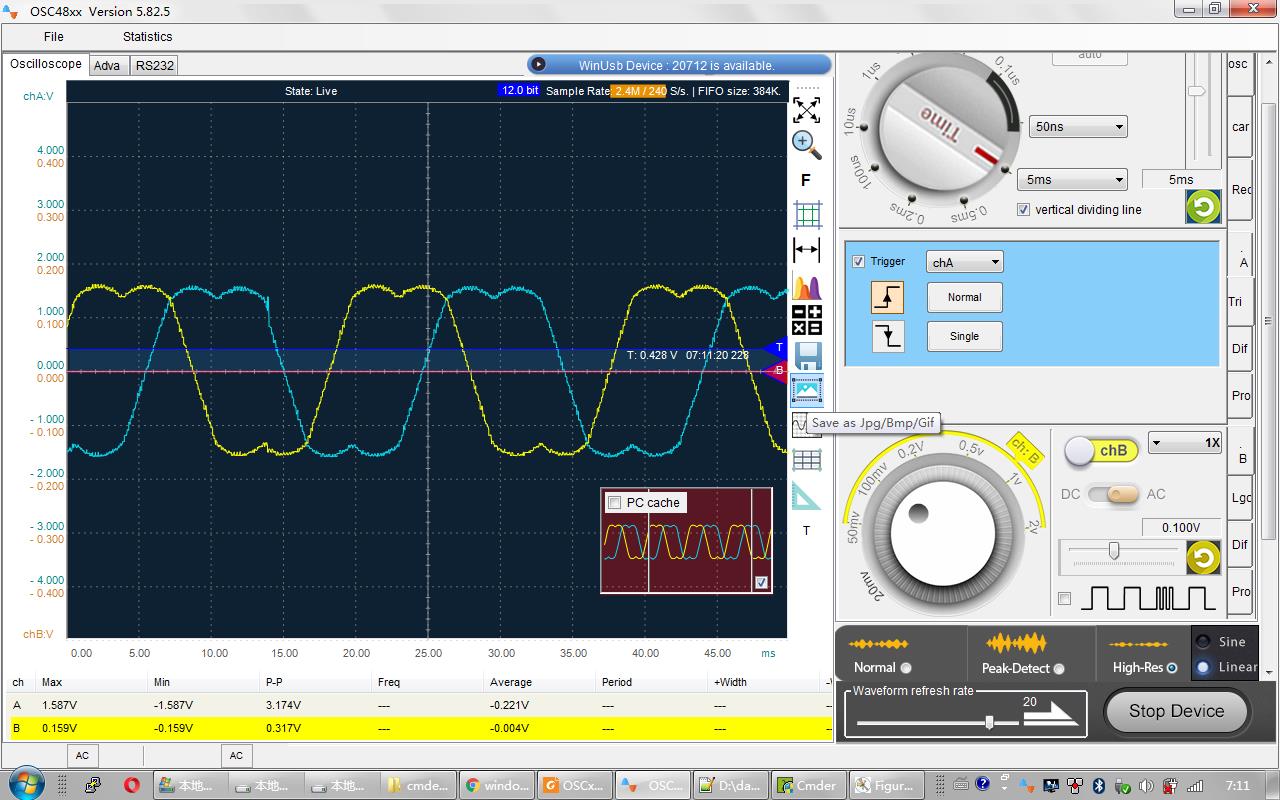 OSC48xx Version 5.82.5
File Statistics
Oscilloscope Adva RS232
WinUsb Device : 20712 is available.
chA:V
State: Live 12.0 bit Sample Rate 2.4M / 240 S/s. | FIFO size: 384K.
4.000
0.400
3.000
0.300
2.000
0.200
1.000
0.100
0.000
0.000
- 1.000
- 0.100
- 2.000
- 0.200
- 3.000
- 0.300
- 4.000
- 0.400
chB:V
T: 0.428 V 07:11:20 228
T
B
PC cache
0.00 5.00 10.00 15.00 20.00 25.00 30.00 35.00 40.00 45.00 ms
F
Save as Jpg/Bmp/Gif
T
ch Max Min P-P Freq Average Period +Width
A 1.587V -1.587V 3.174V --- -0.221V --- ---
B 0.159V -0.159V 0.317V --- -0.004V --- ---
AC AC
auto
Time
0.1us
1us
10us
100us
0.2ms
0.5ms
50ns
5ms 5ms
vertical dividing line
Trigger chA
Normal
Single
ch: B
20mv
50mv
100mv
0.2V
0.5v
1v
2v
chB 1X
DC AC
0.100V
osc
car
Rec
. A
Tri
Dif
Pro
. B
Lgc
Dif
Pro
Normal Peak-Detect High-Res
Sine
Linear
Waveform refresh rate
20
Stop Device
本地... 本地... 本地... cmde... windo... OSCx... OSC... D:\da... Cmder Figur... 7:11